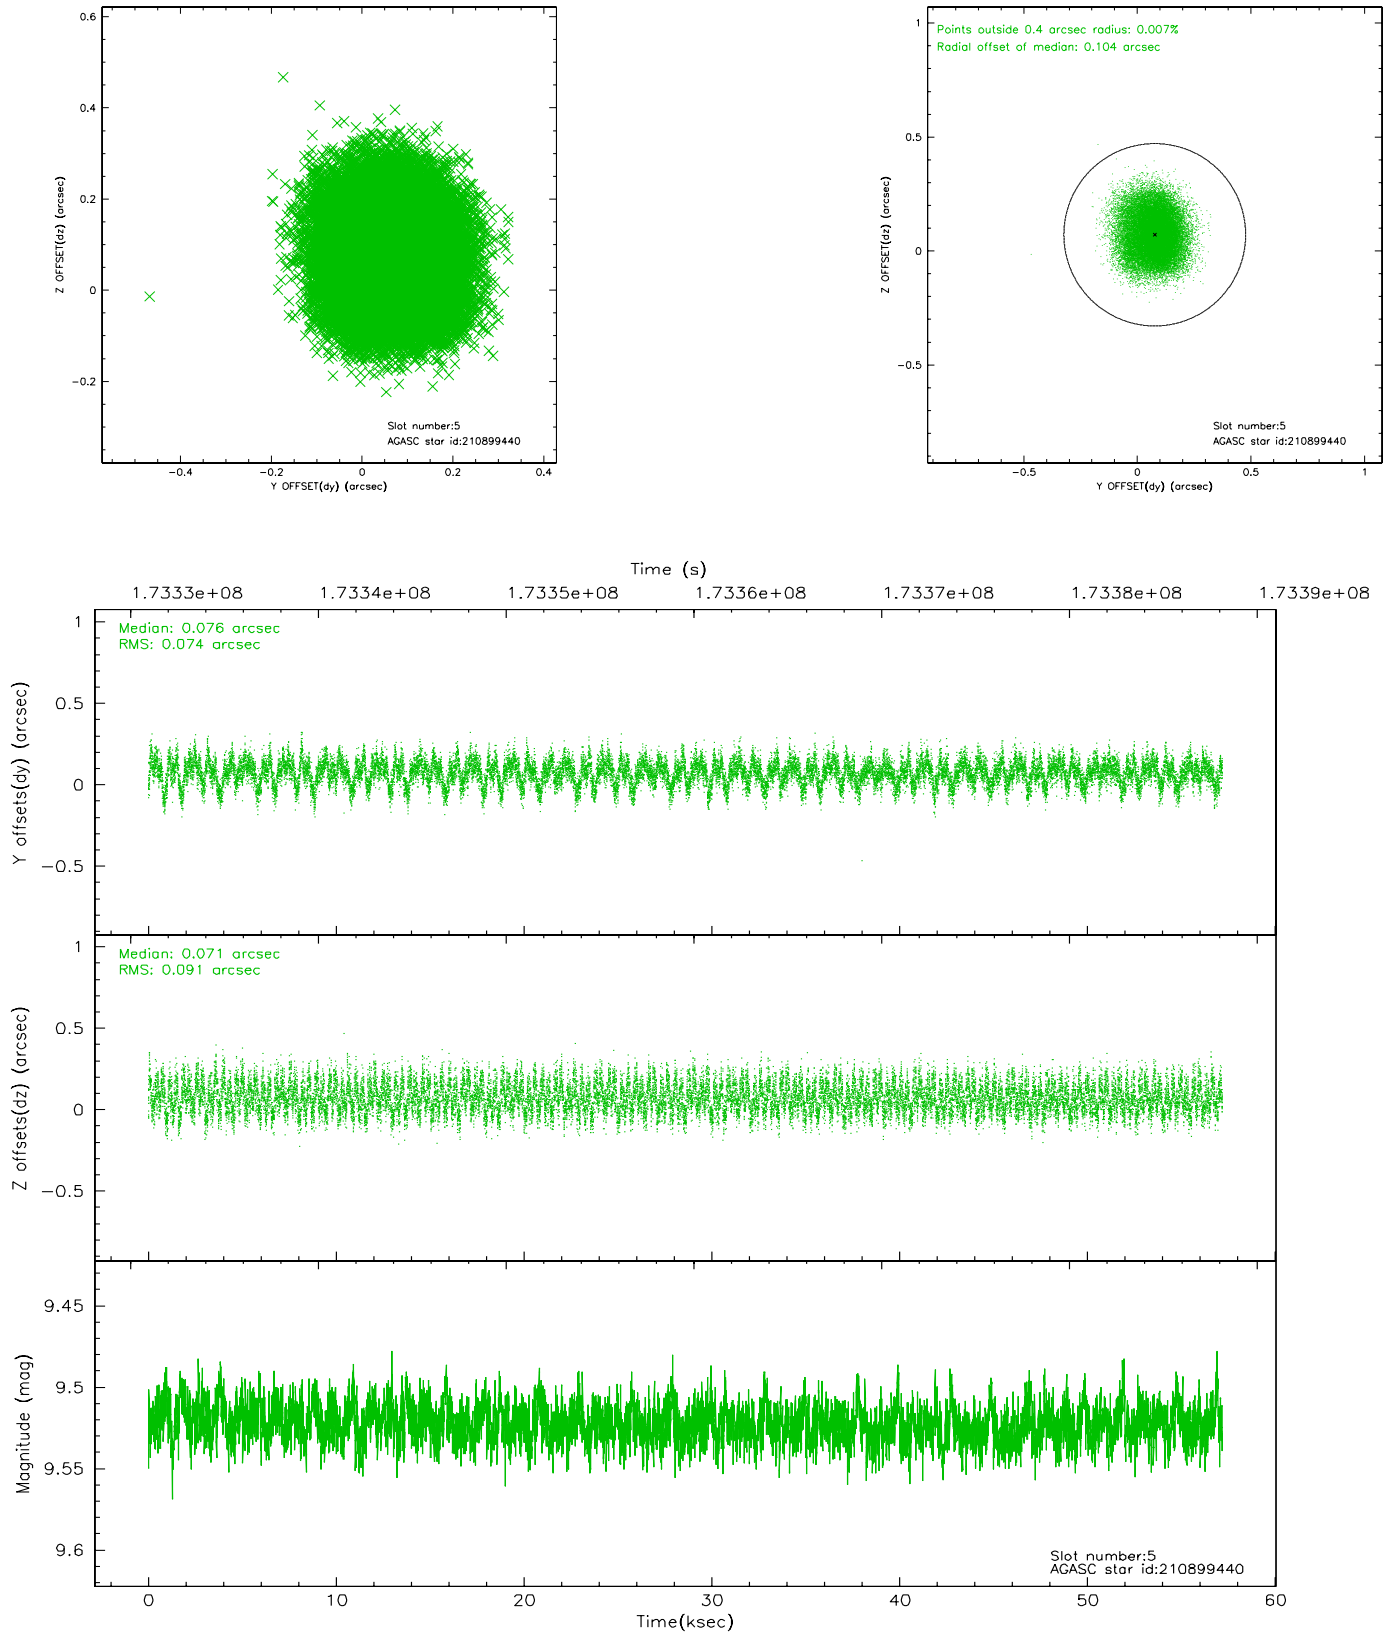 0.6
0.4
0.2
0
−0.2
Z OFFSET(dz) (arcsec)
Slot number:5
AGASC star id:210899440
−0.4 −0.2 0 0.2 0.4
Y OFFSET(dy) (arcsec)
Points outside 0.4 arcsec radius: 0.007%
Radial offset of median: 0.104 arcsec
1
0.5
0
−0.5
Z OFFSET(dz) (arcsec)
Slot number:5
AGASC star id:210899440
−0.5 0 0.5 1
Y OFFSET(dy) (arcsec)
Time (s)
1.7333e+08 1.7334e+08 1.7335e+08 1.7336e+08 1.7337e+08 1.7338e+08 1.7339e+08
Median: 0.076 arcsec
RMS: 0.074 arcsec
1
0.5
0
−0.5
Y offsets(dy) (arcsec)
Median: 0.071 arcsec
RMS: 0.091 arcsec
1
0.5
0
−0.5
Z offsets(dz) (arcsec)
9.45
9.5
9.55
9.6
Magnitude (mag)
Slot number:5
AGASC star id:210899440
0 10 20 30 40 50 60
Time(ksec)